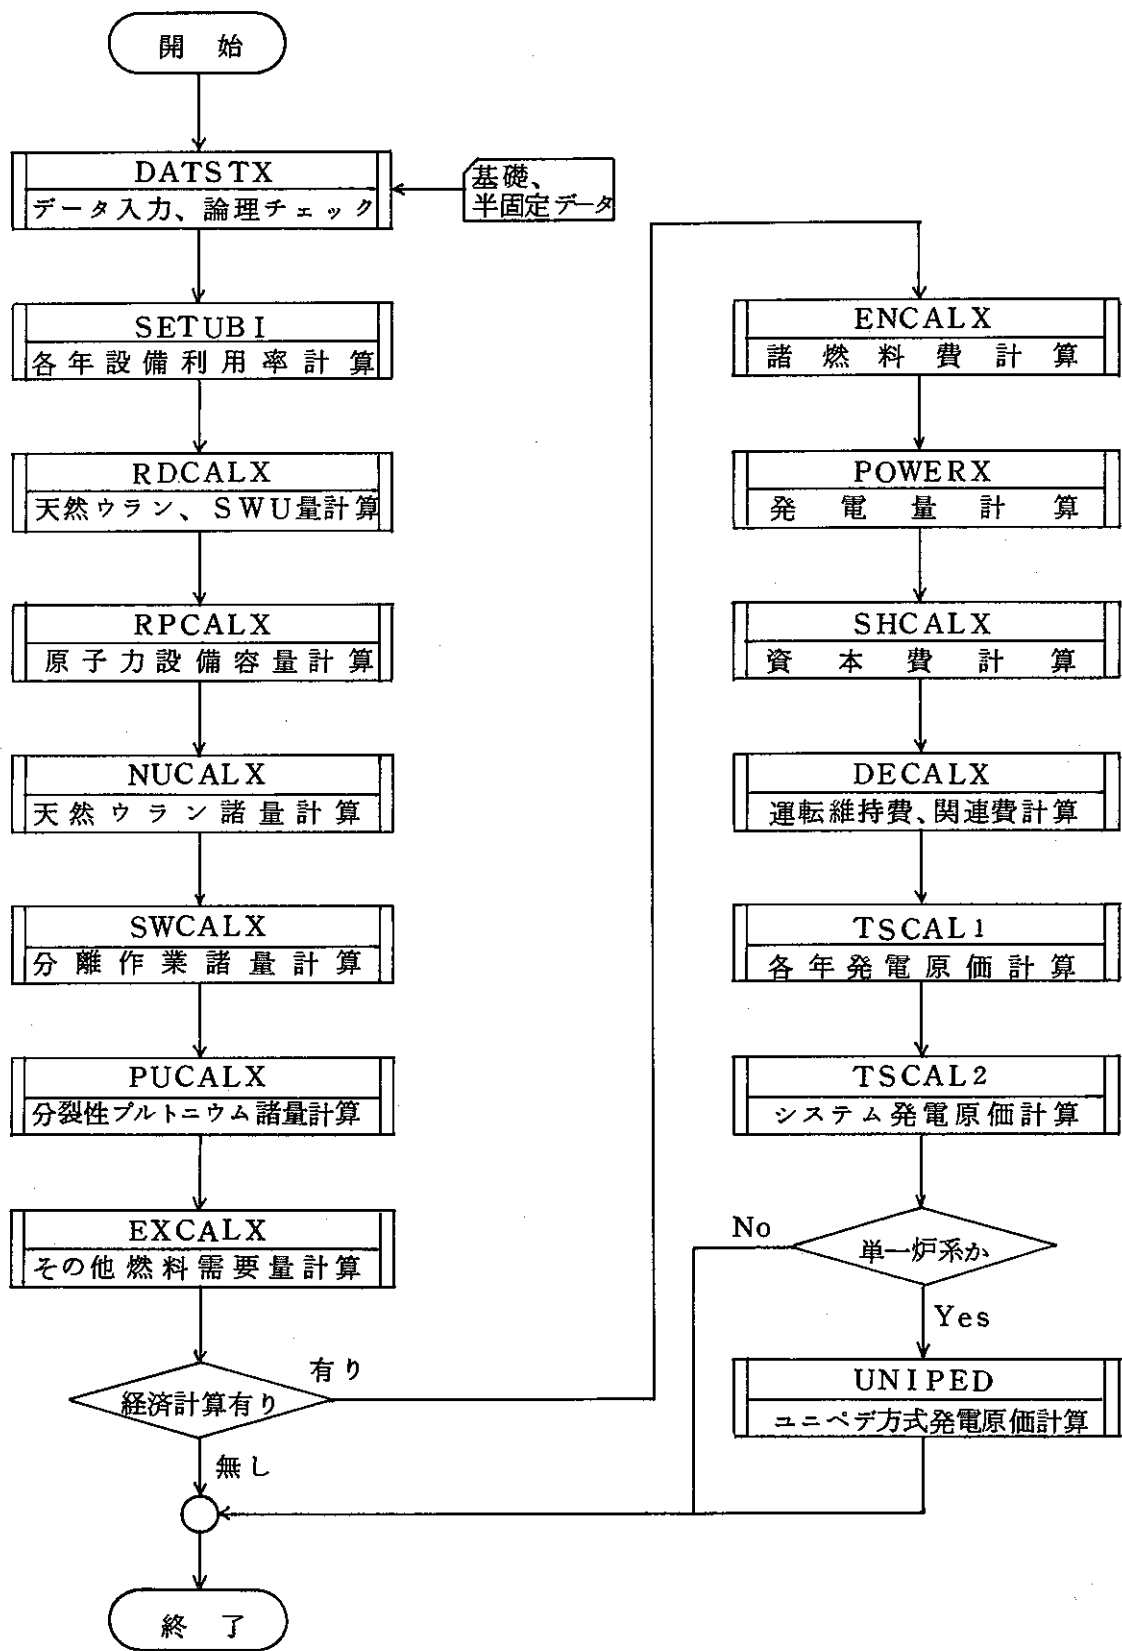 開始
DATSTX
データ入力、論理チェック
基礎、
半固定データ
SETUBI
各年設備利用率計算
RDCALX
天然ウラン、SWU量計算
RPCALX
原子力設備容量計算
NUCALX
天然ウラン諸量計算
SWCALX
分離作業諸量計算
PUCALX
分裂性プルトニウム諸量計算
EXCALX
その他燃料需要量計算
経済計算有り
有り
無し
ENCALX
諸燃料費計算
POWERX
発電量計算
SHCALX
資本費計算
DECALX
運転維持費、関連費計算
TSCAL1
各年発電原価計算
TSCAL2
システム発電原価計算
単一炉系か
No
Yes
UNIPED
ユニペデ方式発電原価計算
終了